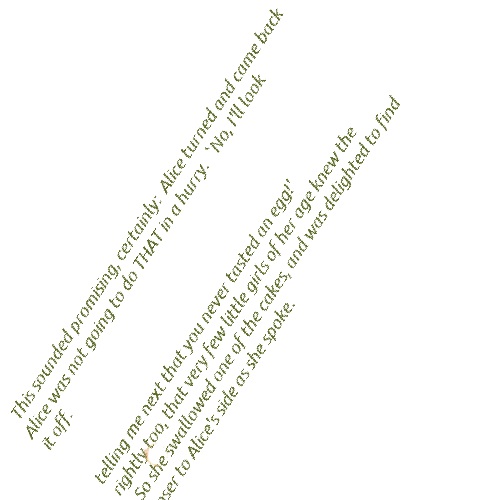 This sounded promising, certainly: Alice turned and came back
Alice was not going to do THAT in a hurry. `No, I'll look
it off.
telling me next that you never tasted an egg!'
rightly too, that very few little girls of her age knew the
So she swallowed one of the cakes, and was delighted to find
to Alice's side as she spoke.